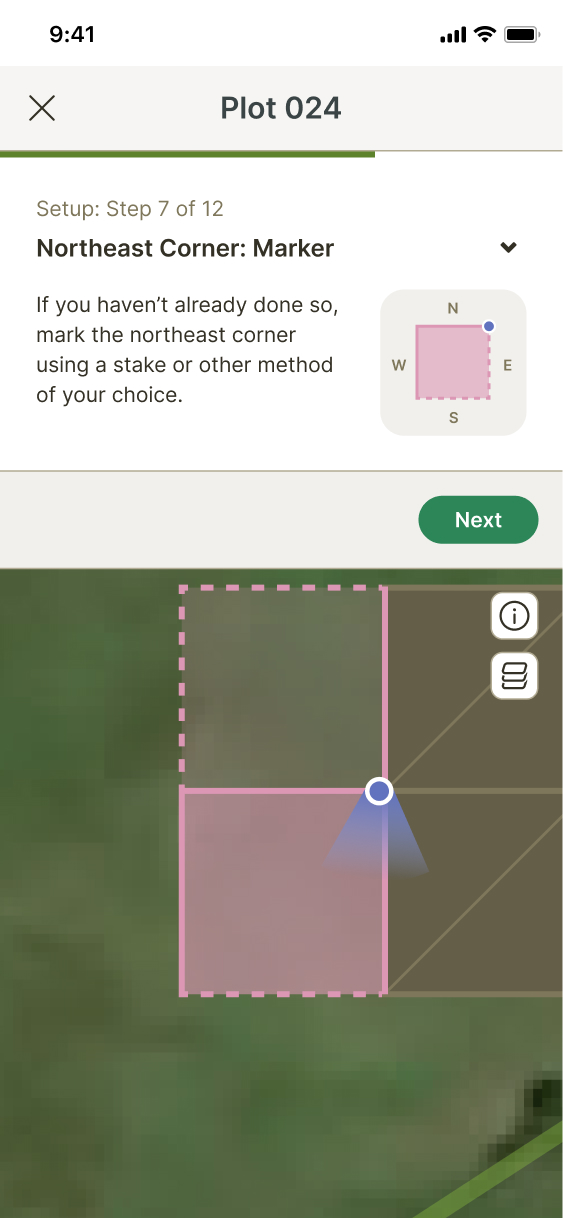 9:41
Plot 024
Setup: Step 7 of 12
Northeast Corner: Marker
If you haven’t already done so,
mark the northeast corner
using a stake or other method
of your choice.
N
W
E
S
Next